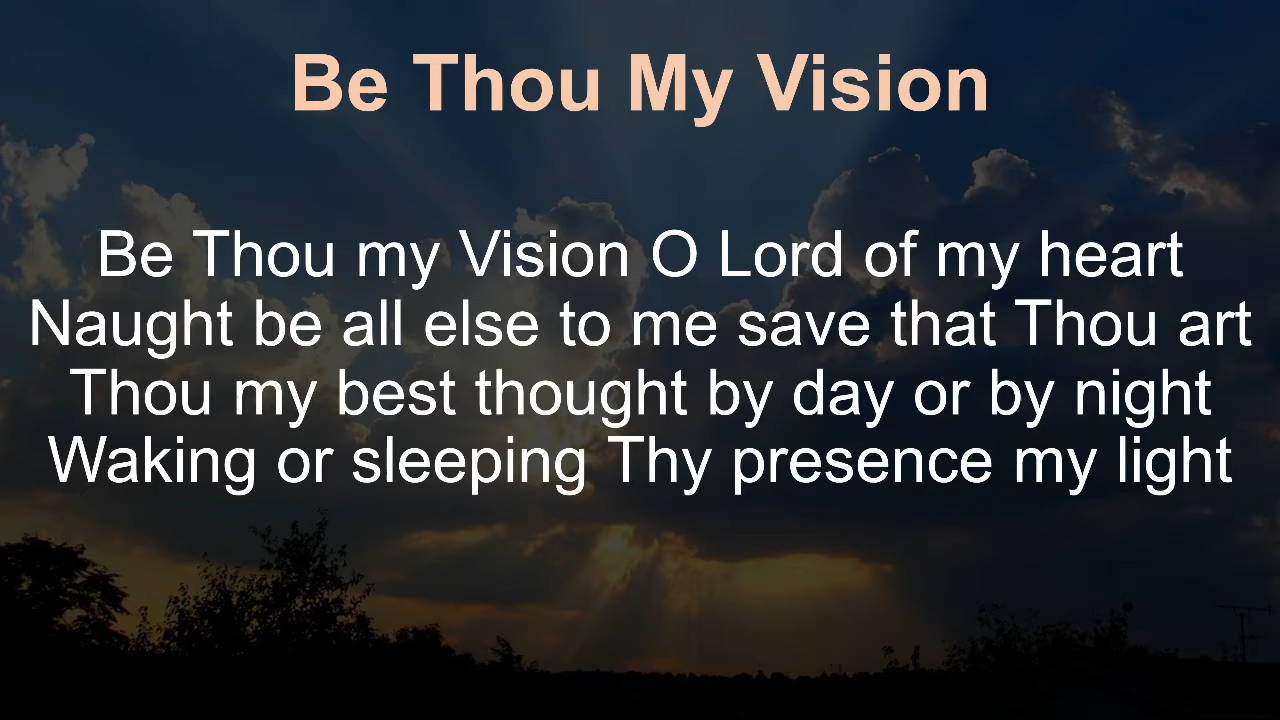 Be Thou My Vision
Be Thou my Vision O Lord of my heart
Naught be all else to me save that Thou art
Thou my best thought by day or by night
Waking or sleeping Thy presence my light